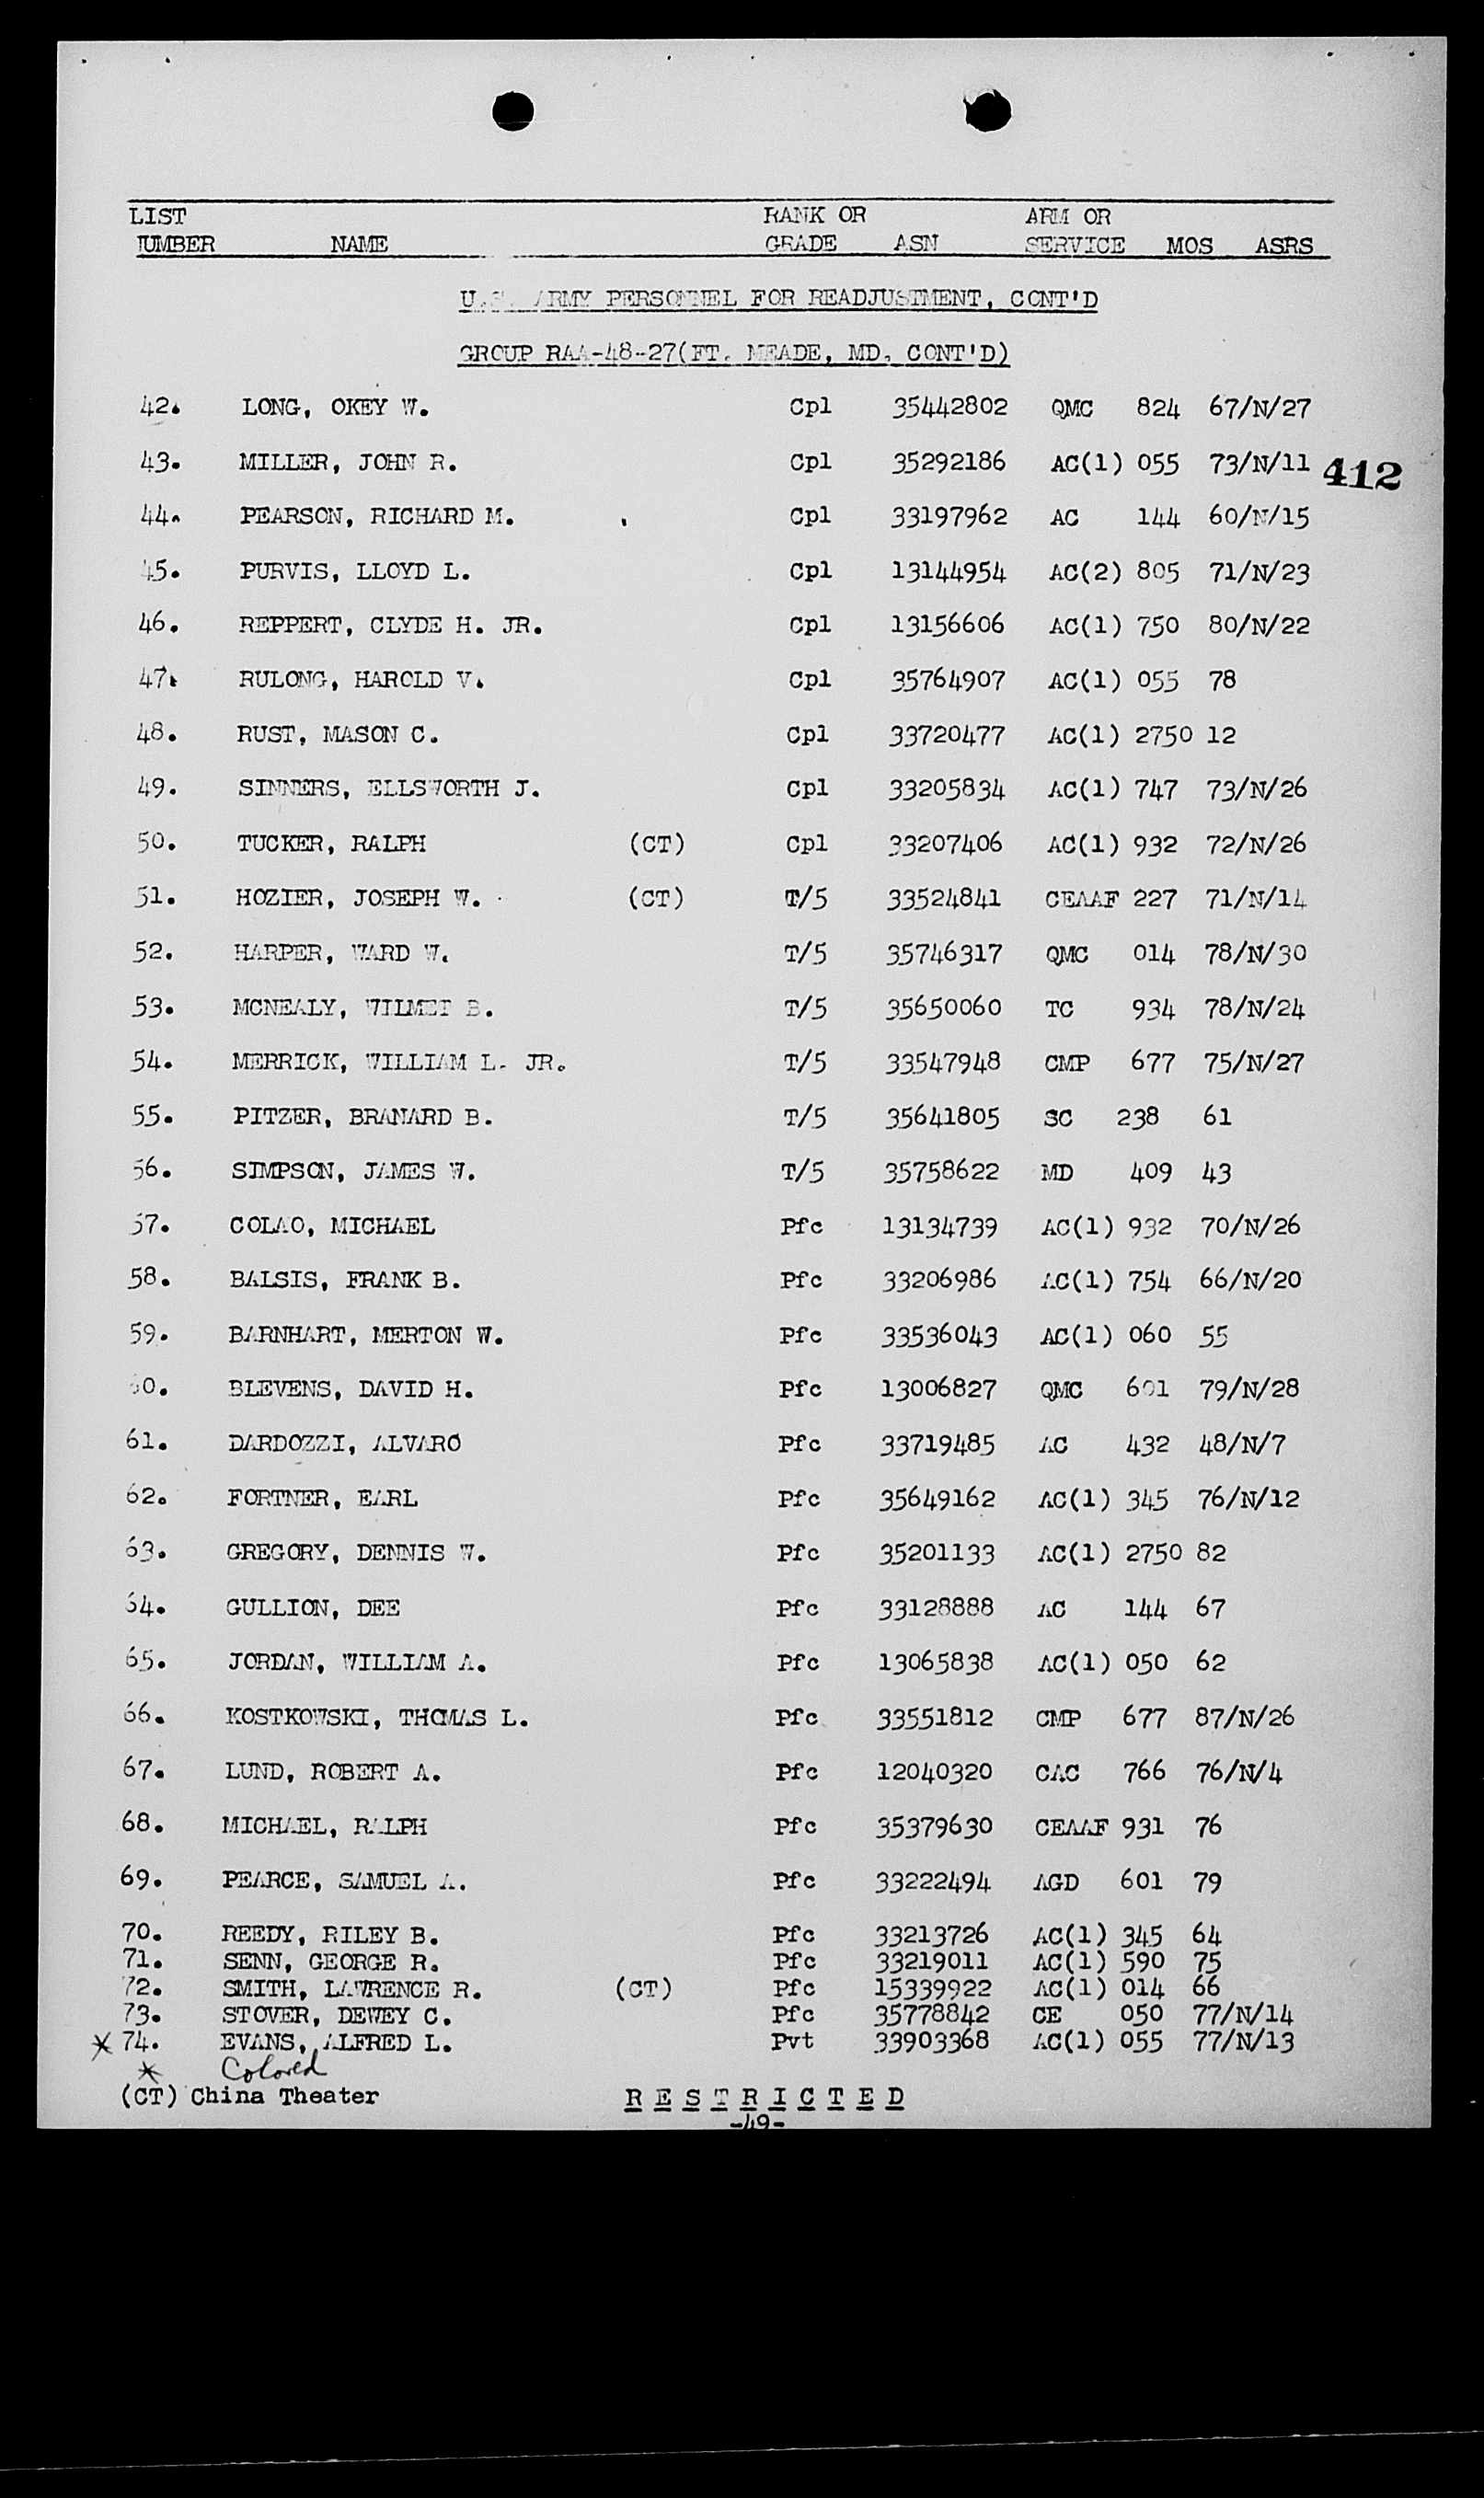 LIST RANK OR ARM OR
NUMBER NAME GRADE ASN SERVICE MOS ASRS
U.S. ARMY PERSONNEL FOR READJUSTMENT, CONT'D
GROUP RAA-48-27(FT. MEADE, MD. CONT'D)
42. LONG, OKEY W. Cpl 35442802 QMC 824 67/N/27
43. MILLER, JOHN R. Cpl 35292186 AC(1) 055 73/N/11
412
44. PEARSON, RICHARD M. Cpl 33197962 AC 144 60/N/15
45. PURVIS, LLOYD L. Cpl 13144954 AC(2) 805 71/N/23
46. REPPERT, CLYDE H. JR. Cpl 13156606 AC(1) 750 80/N/22
47. RULONG, HAROLD V. Cpl 35764907 AC(1) 055 78
48. RUST, MASON C. Cpl 33720477 AC(1) 2750 12
49. SINNERS, ELLSWORTH J. Cpl 33205834 AC(1) 747 73/N/26
50. TUCKER, RALPH (CT) Cpl 33207406 AC(1) 932 72/N/26
51. HOZIER, JOSEPH W. (CT) T/5 33524841 CEAAF 227 71/N/14
52. HARPER, WARD W. T/5 35746317 QMC 014 78/N/30
53. MCNEALY, WILMET B. T/5 35650060 TC 934 78/N/24
54. MERRICK, WILLIAM L. JR. T/5 33547948 CMP 677 75/N/27
55. PITZER, BRANARD B. T/5 35641805 SC 238 61
56. SIMPSON, JAMES W. T/5 35758622 MD 409 43
57. COLAO, MICHAEL Pfc 13134739 AC(1) 932 70/N/26
58. BALSIS, FRANK B. Pfc 33206986 AC(1) 754 66/N/20
59. BARNHART, MERTON W. Pfc 33536043 AC(1) 060 55
60. BLEVENS, DAVID H. Pfc 13006827 QMC 601 79/N/28
61. DARDOZZI, ALVARO Pfc 33719485 AC 432 48/N/7
62. FORTNER, EARL Pfc 35649162 AC(1) 345 76/N/12
63. GREGORY, DENNIS W. Pfc 35201133 AC(1) 2750 82
64. GULLION, DEE Pfc 33128888 AC 144 67
65. JORDAN, WILLIAM A. Pfc 13065838 AC(1) 050 62
66. KOSTKOWSKI, THOMAS L. Pfc 33551812 CMP 677 87/N/26
67. LUND, ROBERT A. Pfc 12040320 CAC 766 76/N/4
68. MICHAEL, RALPH Pfc 35379630 CEAAF 931 76
69. PEARCE, SAMUEL A. Pfc 33222494 AGD 601 79
70. REEDY, RILEY B. Pfc 33213726 AC(1) 345 64
71. SENN, GEORGE R. Pfc 33219011 AC(1) 590 75
72. SMITH, LAWRENCE R. (CT) Pfc 15339922 AC(1) 014 66
73. STOVER, DEWEY C. Pfc 35778842 CE 050 77/N/14
* 74. EVANS, ALFRED L. Pvt 33903368 AC(1) 055 77/N/13
* Colored
(CT) China Theater RESTRICTED
-49-